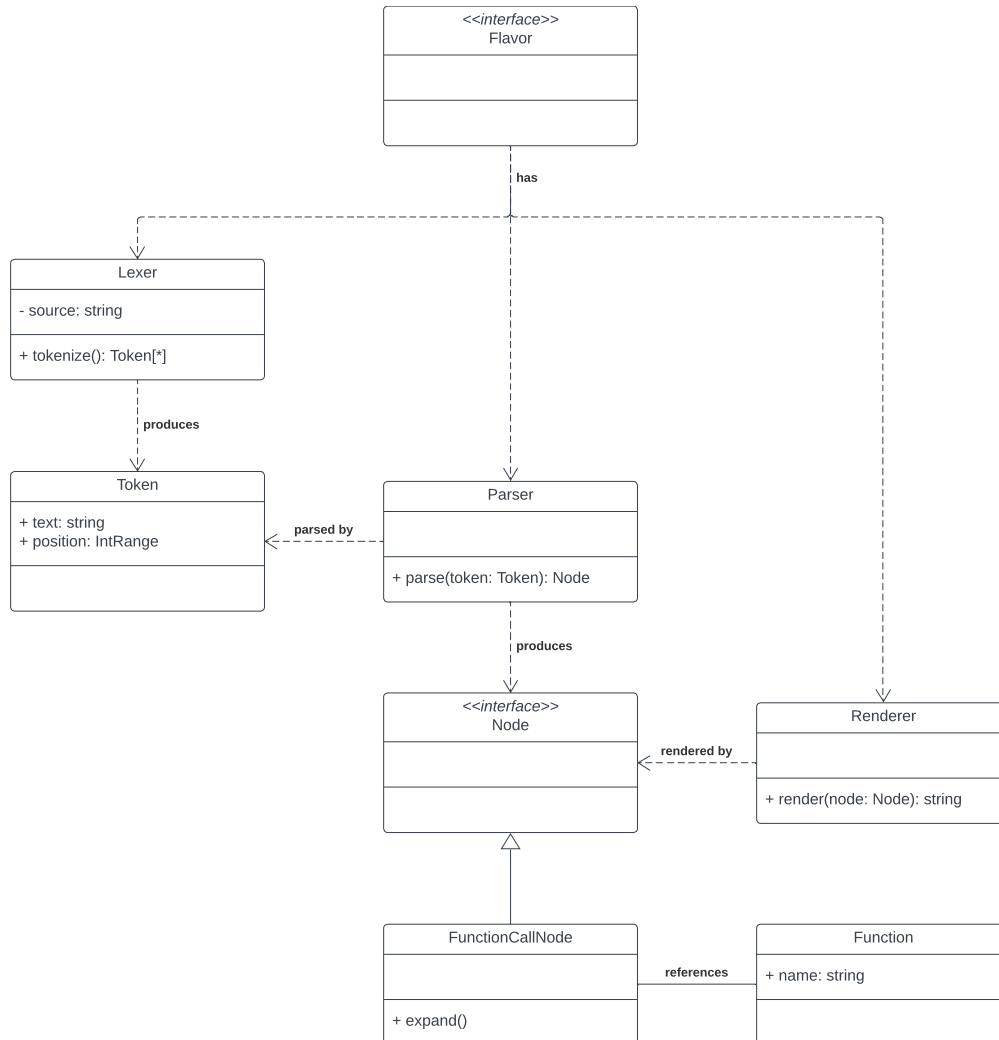 <<interface>>
Flavor
has
Lexer
- source: string
+ tokenize(): Token[*]
produces
Token
+ text: string
+ position: IntRange
parsed by
Parser
+ parse(token: Token): Node
produces
<<interface>>
Node
rendered by
Renderer
+ render(node: Node): string
FunctionCallNode
+ expand()
references
Function
+ name: string